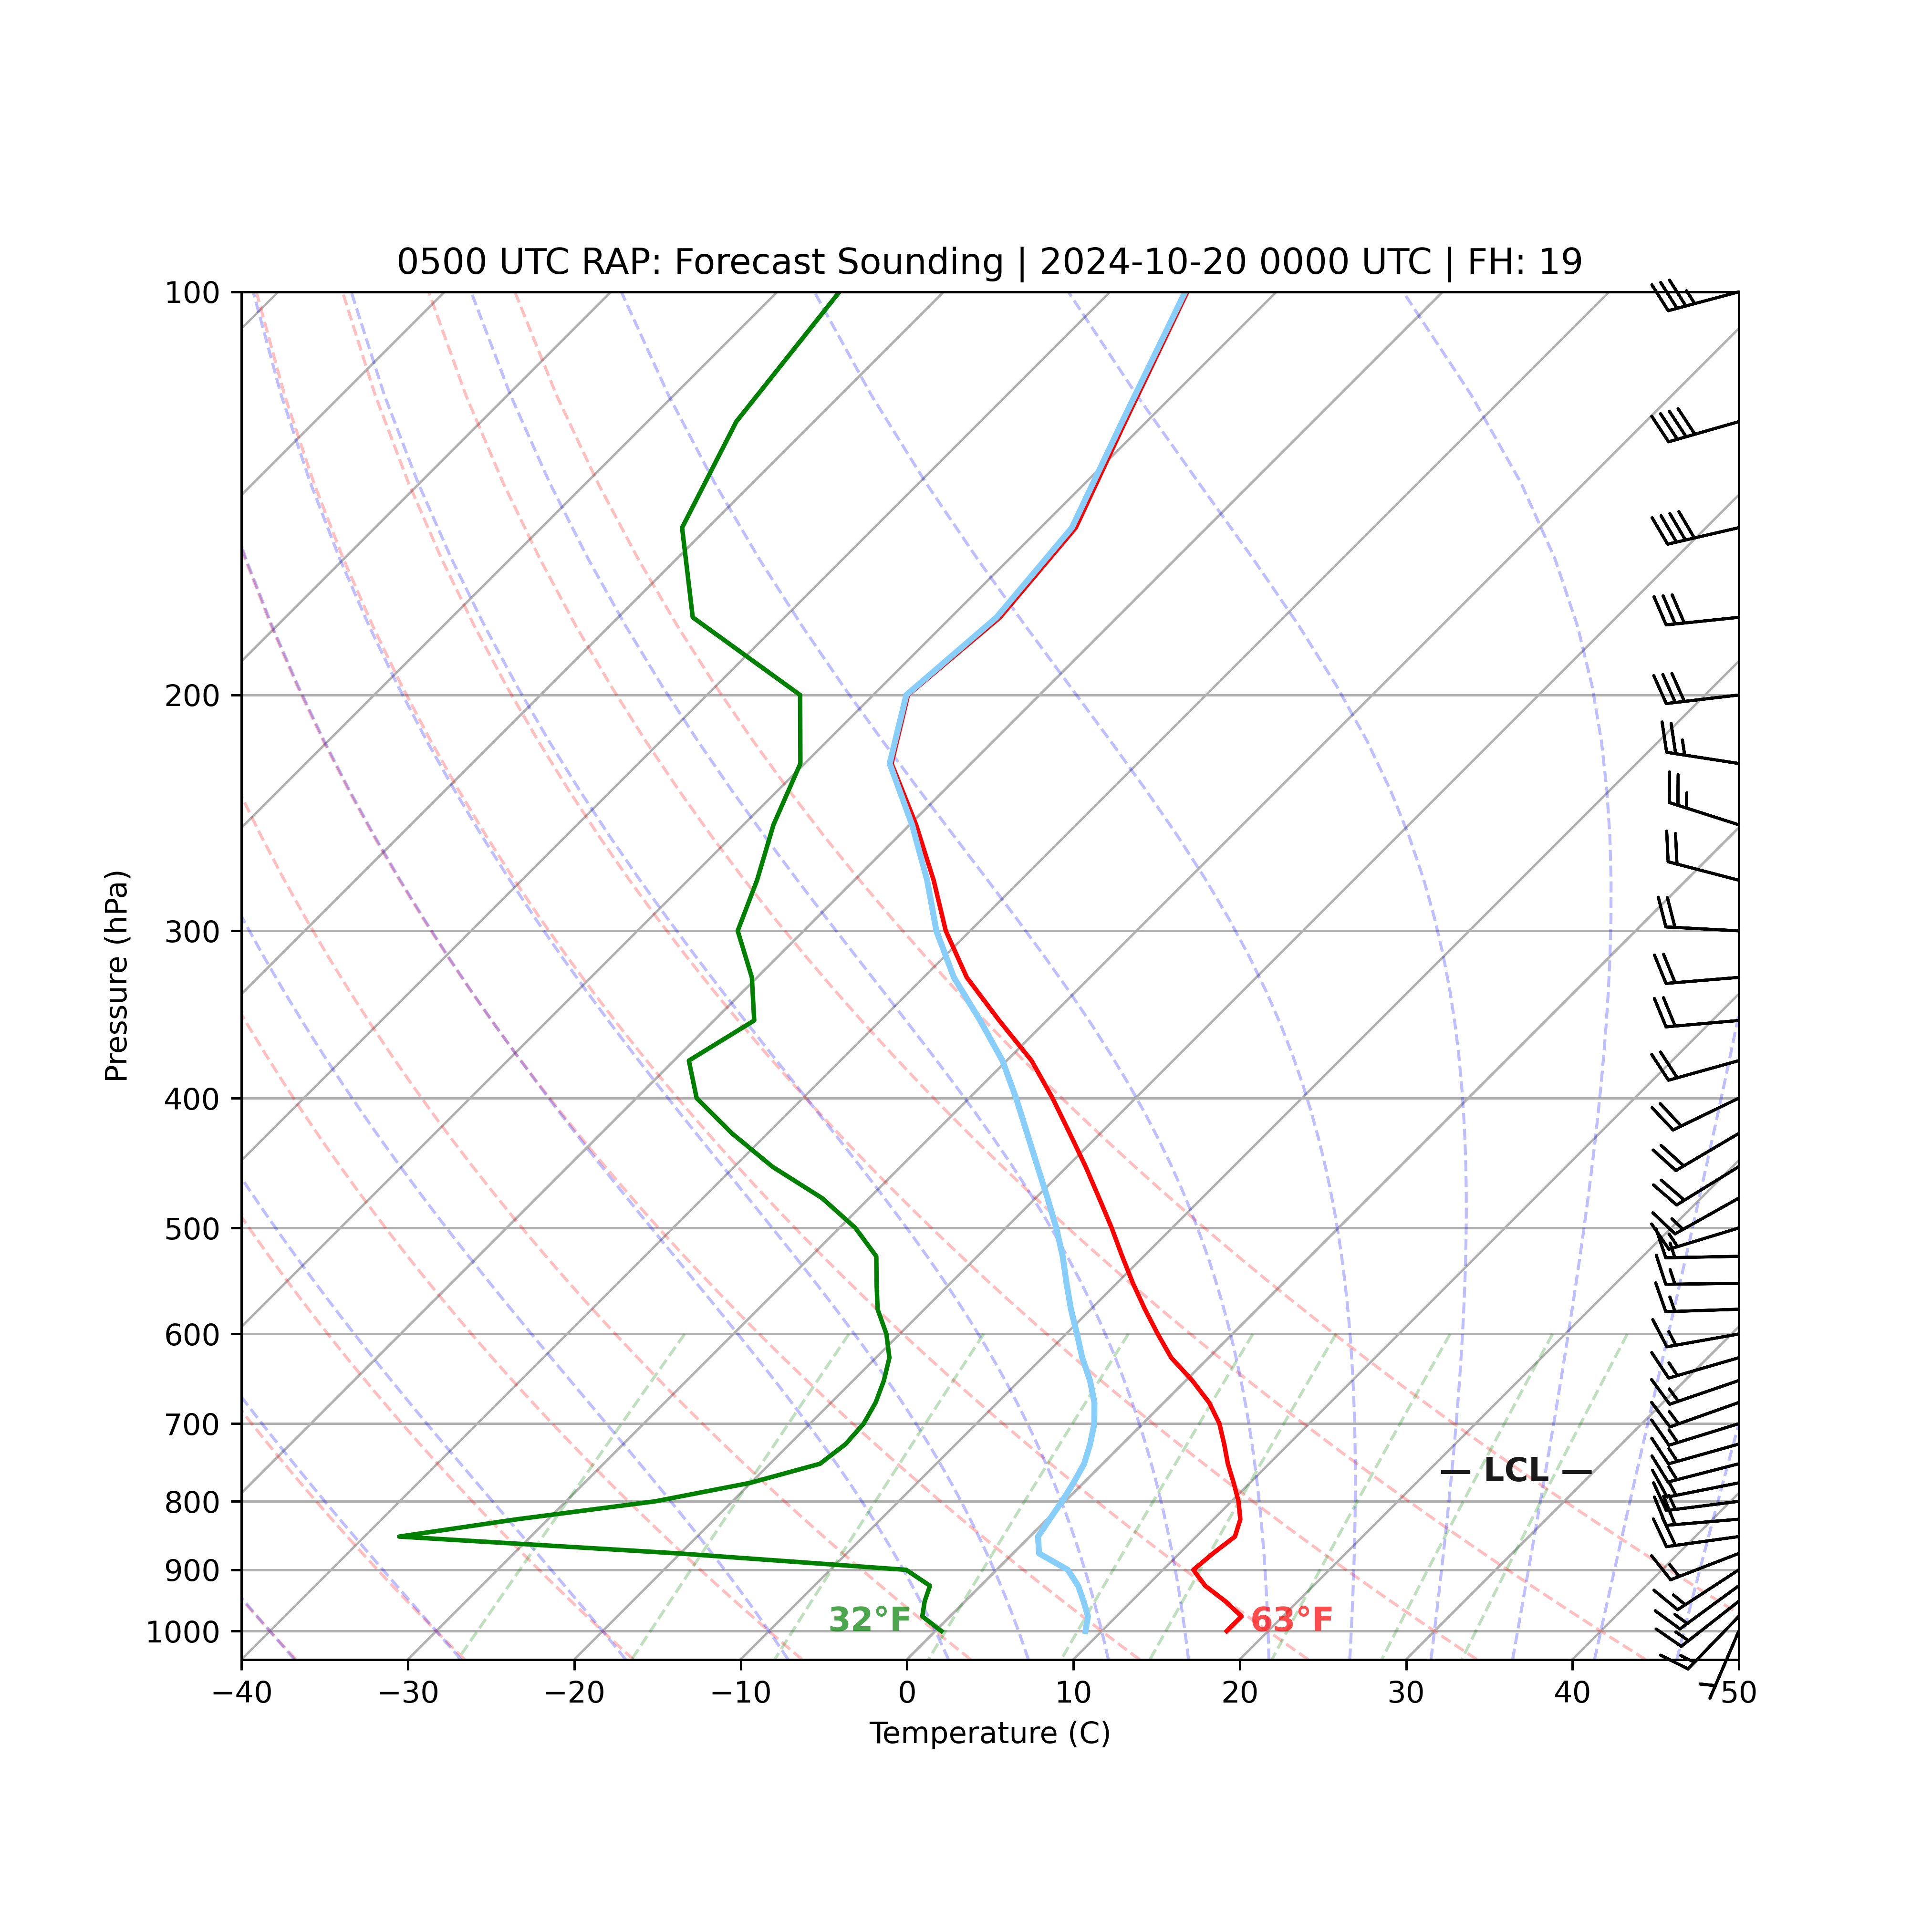 0500 UTC RAP: Forecast Sounding | 2024-10-20 0000 UTC | FH: 19
100
200
300
400
500
600
700
800
900
1000
Pressure (hPa)
— LCL —
32°F
63°F
−40 −30 −20 −10 0 10 20 30 40 50
Temperature (C)